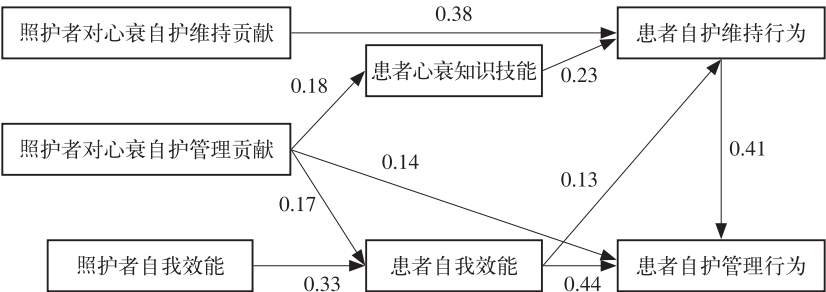 照护者对心衰自护维持贡献
0.38
患者自护维持行为
患者心衰知识技能
0.18
0.23
照护者对心衰自护管理贡献
0.14
0.13
0.41
0.17
照护者自我效能
0.33
患者自我效能
0.44
患者自护管理行为